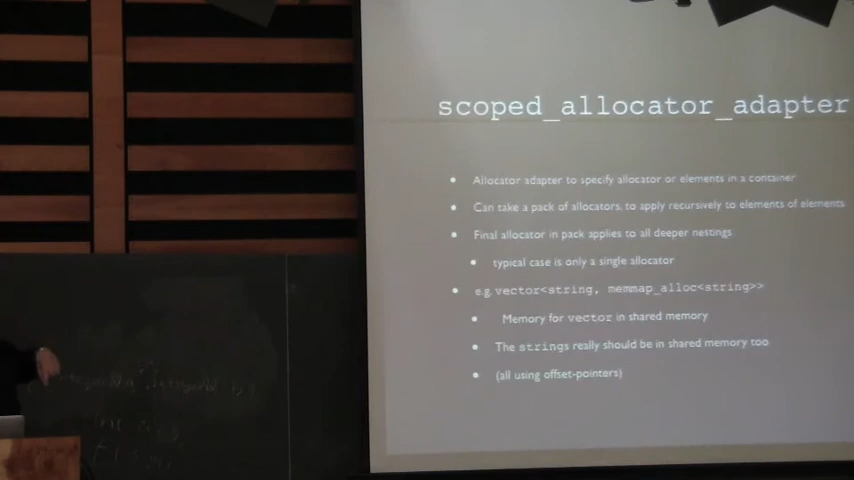 scoped_allocator_adapter
Allocator adapter to specify allocator or elements in a container
Can take a pack of allocators, to apply recursively to elements of elements
Final allocator in pack applies to all deeper nestings
typical case is only a single allocator
e.g. vector<string, memmap_alloc<string>>
Memory for vector in shared memory
The strings really should be in shared memory too
(all using offset-pointers)